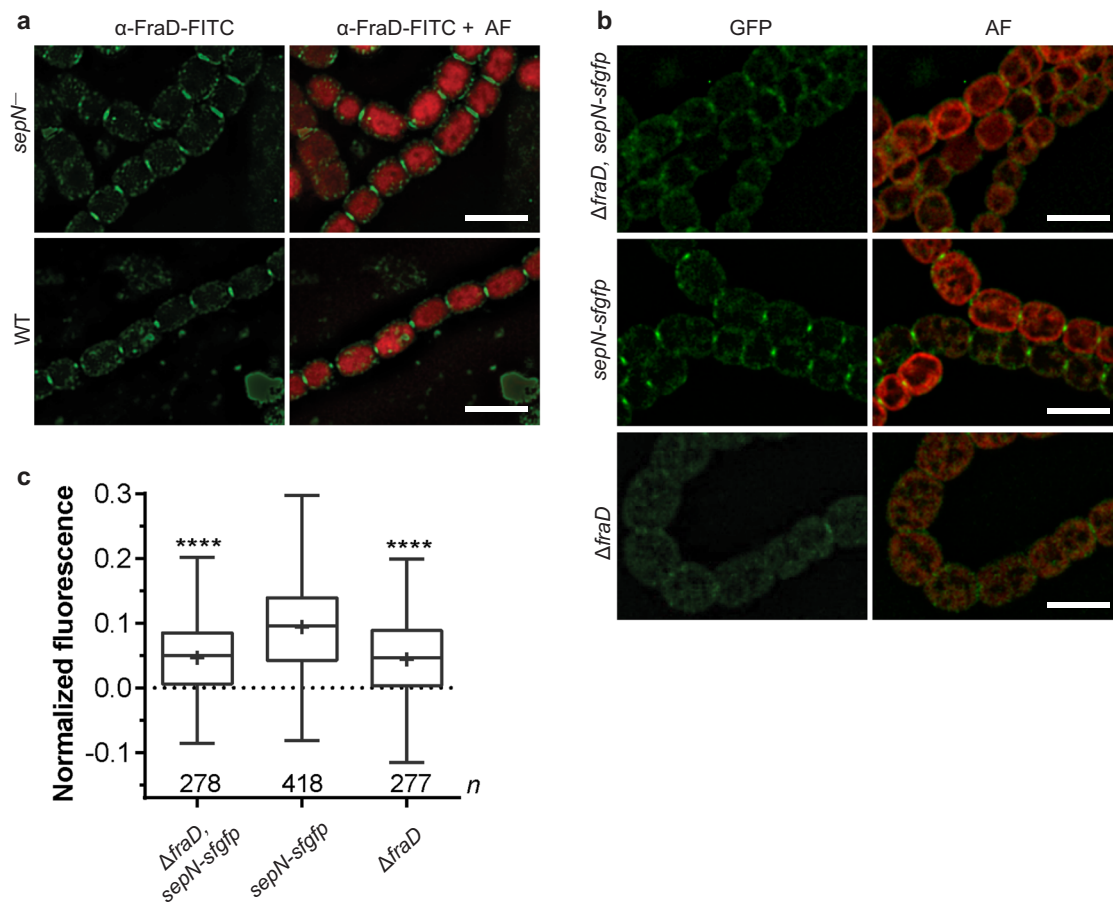 a
α-FraD-FITC
α-FraD-FITC + AF
sepN–
WT
b
GFP
AF
ΔfraD, sepN-sfgfp
sepN-sfgfp
ΔfraD
c
Normalized fluorescence
0.3
0.2
0.1
0.0
-0.1
****
****
278
418
277
n
ΔfraD,
sepN-sfgfp
sepN-sfgfp
ΔfraD